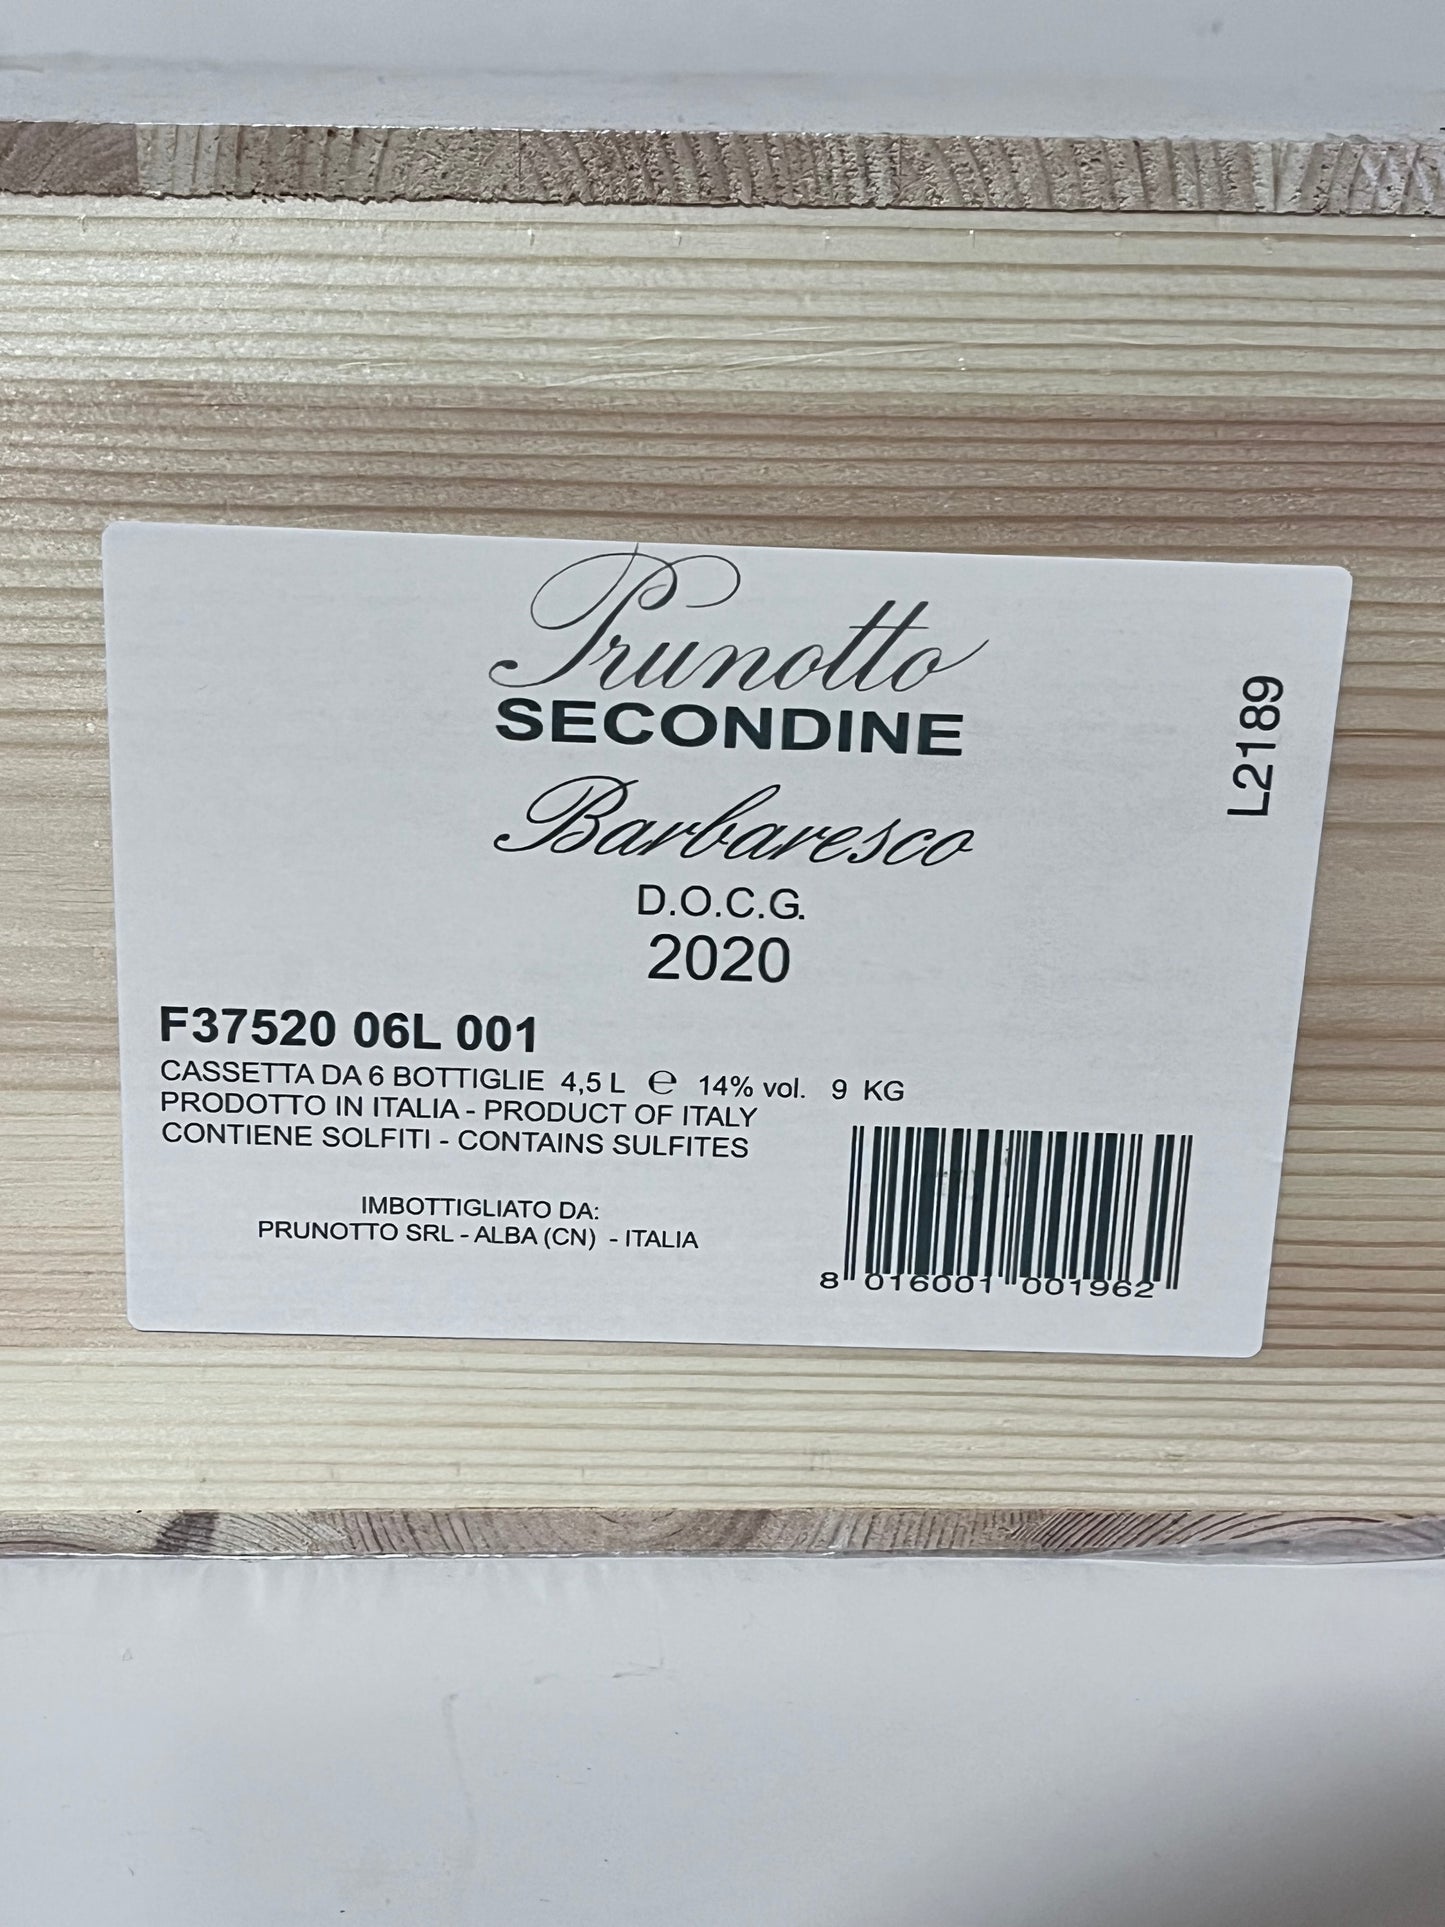 Prunotto
SECONDINE
Barbaresco
D.O.C.G.
2020
L2189
F37520 06L 001
CASSETTA DA 6 BOTTIGLIE 4,5 L ℮ 14% vol. 9 KG
PRODOTTO IN ITALIA - PRODUCT OF ITALY
CONTIENE SOLFITI - CONTAINS SULFITES
IMBOTTIGLIATO DA:
PRUNOTTO SRL - ALBA (CN) - ITALIA
8 016001 001962